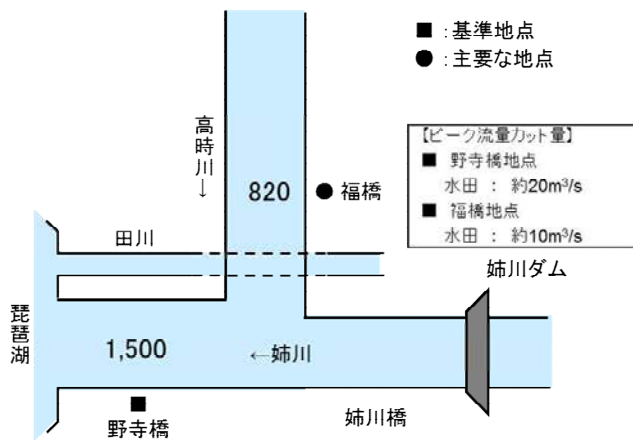 ■ : 基準地点
● : 主要な地点
高時川→
820
● 福橋
【ピーク流量カット量】
■ 野寺橋地点
水田 : 約20m³/s
■ 福橋地点
水田 : 約10m³/s
田川
姉川ダム
琵琶湖
1,500
←姉川
野寺橋
姉川橋